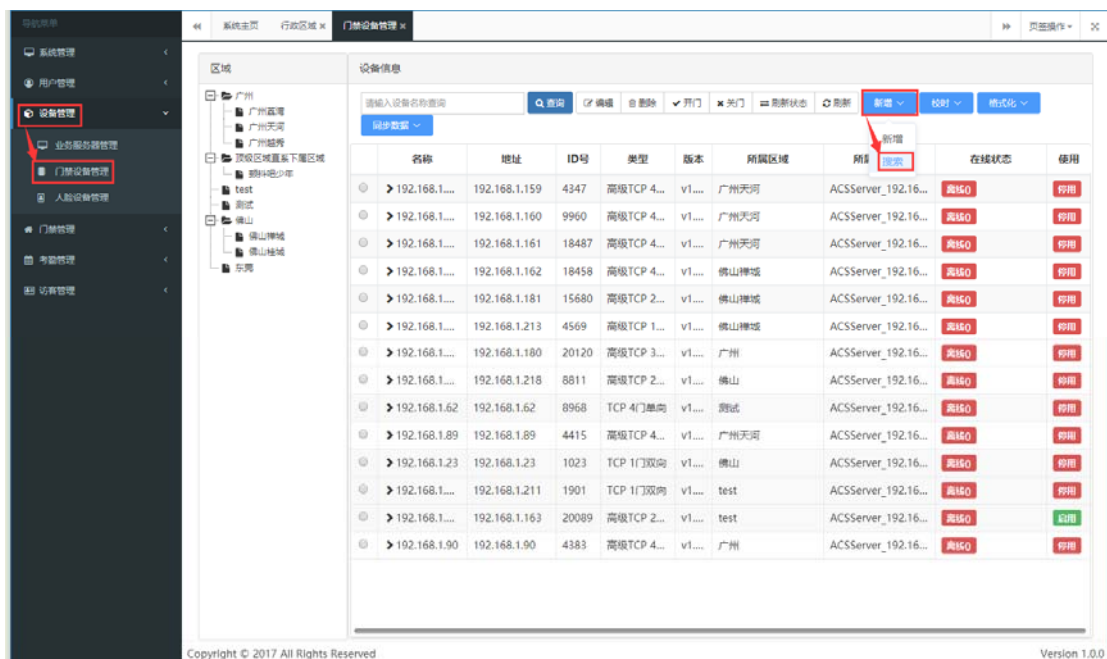 导航菜单
系统管理
用户管理
设备管理
业务服务器管理
门禁设备管理
人脸设备管理
门禁管理
考勤管理
访客管理
系统主页 行政区域 × 门禁设备管理 × 页签操作
区域
广州
广州荔湾
广州天河
广州越秀
顶级区域直系下属区域
test
测试
佛山
佛山禅城
佛山桂城
东莞
设备信息
请输入设备名称查询 查询 编辑 删除 开门 关门 刷新状态 刷新 新增 校时 格式化
同步数据
新增
搜索
名称 地址 ID号 类型 版本 所属区域 所属 在线状态 使用
192.168.1.... 192.168.1.159 4347 高级TCP 4... v1.... 广州天河 ACSServer_192.16... 离线0 停用
192.168.1.... 192.168.1.160 9960 高级TCP 4... v1.... 广州天河 ACSServer_192.16... 离线0 停用
192.168.1.... 192.168.1.161 18487 高级TCP 4... v1.... 广州天河 ACSServer_192.16... 离线0 停用
192.168.1.... 192.168.1.162 18458 高级TCP 4... v1.... 佛山禅城 ACSServer_192.16... 离线0 停用
192.168.1.... 192.168.1.181 15680 高级TCP 2... v1.... 佛山禅城 ACSServer_192.16... 离线0 停用
192.168.1.... 192.168.1.213 4569 高级TCP 1... v1.... 佛山禅城 ACSServer_192.16... 离线0 停用
192.168.1.... 192.168.1.180 20120 高级TCP 3... v1.... 广州 ACSServer_192.16... 离线0 停用
192.168.1.... 192.168.1.218 8811 高级TCP 2... v1.... 佛山 ACSServer_192.16... 离线0 停用
192.168.1.62 192.168.1.62 8968 TCP 4门单向 v1.... 测试 ACSServer_192.16... 离线0 停用
192.168.1.89 192.168.1.89 4415 高级TCP 4... v1.... 广州天河 ACSServer_192.16... 离线0 停用
192.168.1.23 192.168.1.23 1023 TCP 1门双向 v1.... 佛山 ACSServer_192.16... 离线0 停用
192.168.1.... 192.168.1.211 1901 TCP 1门双向 v1.... test ACSServer_192.16... 离线0 停用
192.168.1.... 192.168.1.163 20089 高级TCP 2... v1.... test ACSServer_192.16... 离线0 启用
192.168.1.90 192.168.1.90 4383 高级TCP 4... v1.... 广州 ACSServer_192.16... 离线0 停用
Copyright © 2017 All Rights Reserved Version 1.0.0